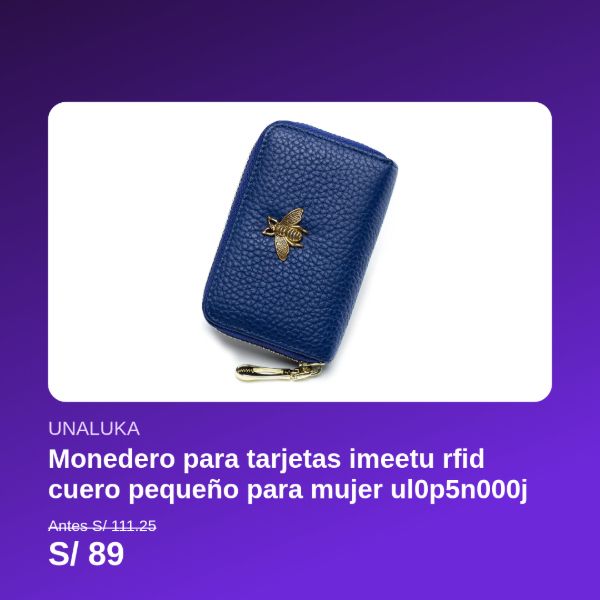 UNALUKA
Monedero para tarjetas imeetu rfid
cuero pequeño para mujer ul0p5n000j
Antes S/ 111.25
S/ 89